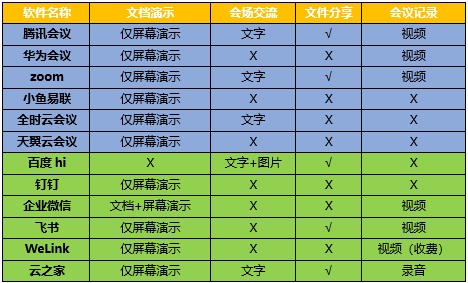 软件名称 文档演示 会场交流 文件分享 会议记录
腾讯会议 仅屏幕演示 文字 √ 视频
华为会议 仅屏幕演示 X X 视频
zoom 仅屏幕演示 文字 √ 视频
小鱼易联 仅屏幕演示 X X X
全时云会议 仅屏幕演示 文字 X X
天翼云会议 仅屏幕演示 X X X
百度 hi X 文字+图片 √ X
钉钉 仅屏幕演示 X X X
企业微信 文档+屏幕演示 X X 视频
飞书 仅屏幕演示 X √ 视频
WeLink 仅屏幕演示 X X 视频（收费）
云之家 仅屏幕演示 文字 √ 录音